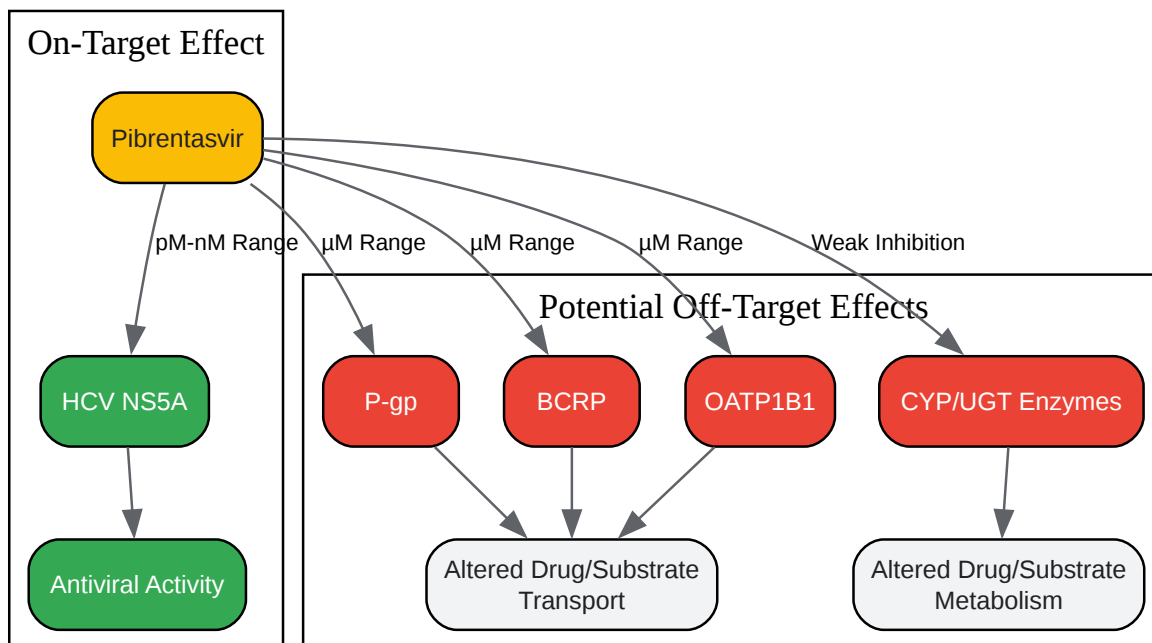 On-Target Effect
Pibrentasvir
pM-nM Range
µM Range
µM Range
µM Range
Weak Inhibition
Potential Off-Target Effects
HCV NS5A
P-gp
BCRP
OATP1B1
CYP/UGT Enzymes
Antiviral Activity
Altered Drug/Substrate
Transport
Altered Drug/Substrate
Metabolism